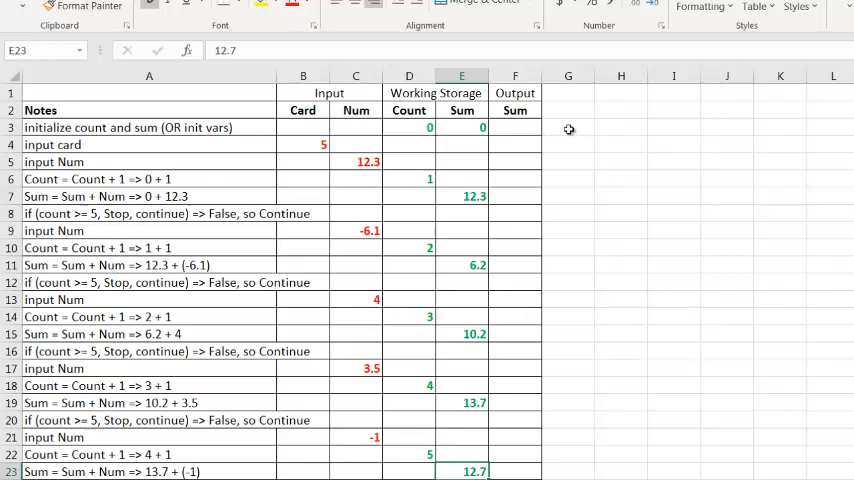 Format Painter
Merge & Center
Formatting Table Styles
Clipboard Font Alignment Number Styles
E23 fx 12.7
A B C D E F G H I J K L
1 Input Working Storage Output
2 Notes Card Num Count Sum Sum
3 initialize count and sum (OR init vars) 0 0
4 input card 5
5 input Num 12.3
6 Count = Count + 1 => 0 + 1 1
7 Sum = Sum + Num => 0 + 12.3 12.3
8 if (count >= 5, Stop, continue) => False, so Continue
9 input Num -6.1
10 Count = Count + 1 => 1 + 1 2
11 Sum = Sum + Num => 12.3 + (-6.1) 6.2
12 if (count >= 5, Stop, continue) => False, so Continue
13 input Num 4
14 Count = Count + 1 => 2 + 1 3
15 Sum = Sum + Num => 6.2 + 4 10.2
16 if (count >= 5, Stop, continue) => False, so Continue
17 input Num 3.5
18 Count = Count + 1 => 3 + 1 4
19 Sum = Sum + Num => 10.2 + 3.5 13.7
20 if (count >= 5, Stop, continue) => False, so Continue
21 input Num -1
22 Count = Count + 1 => 4 + 1 5
23 Sum = Sum + Num => 13.7 + (-1) 12.7